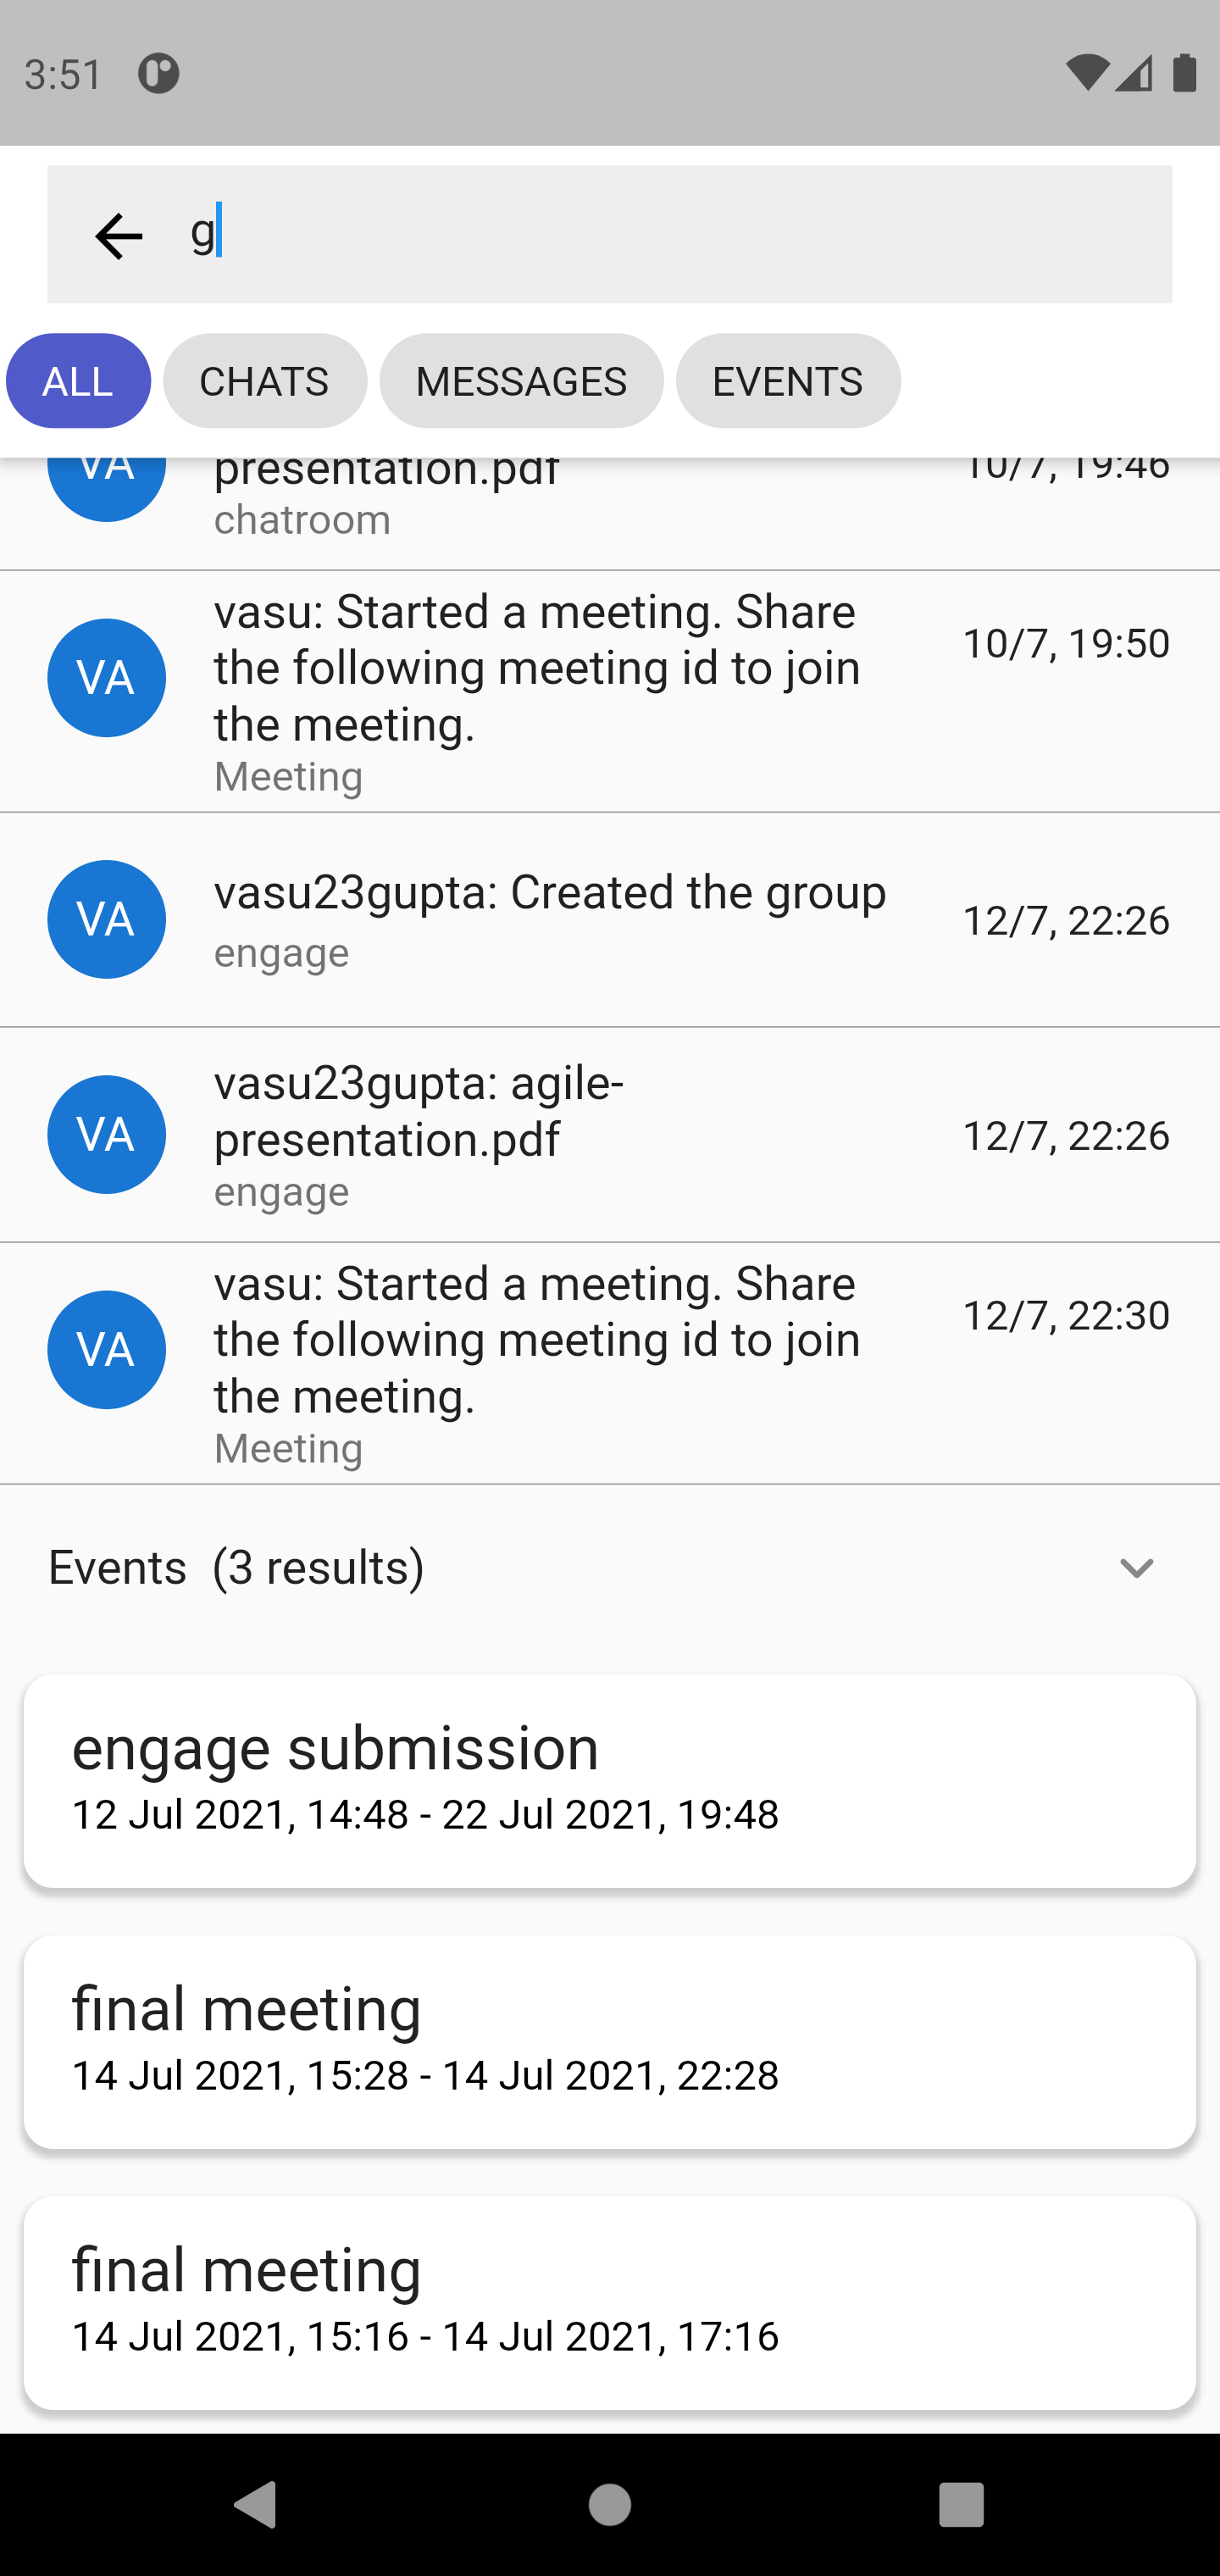 3:51
g
ALL CHATS MESSAGES EVENTS
VA presentation.pdf 10/7, 19:46
chatroom
vasu: Started a meeting. Share
the following meeting id to join
the meeting.
VA 10/7, 19:50
Meeting
VA vasu23gupta: Created the group 12/7, 22:26
engage
vasu23gupta: agile-
presentation.pdf
VA 12/7, 22:26
engage
vasu: Started a meeting. Share
the following meeting id to join
the meeting.
VA 12/7, 22:30
Meeting
Events (3 results)
engage submission
12 Jul 2021, 14:48 - 22 Jul 2021, 19:48
final meeting
14 Jul 2021, 15:28 - 14 Jul 2021, 22:28
final meeting
14 Jul 2021, 15:16 - 14 Jul 2021, 17:16